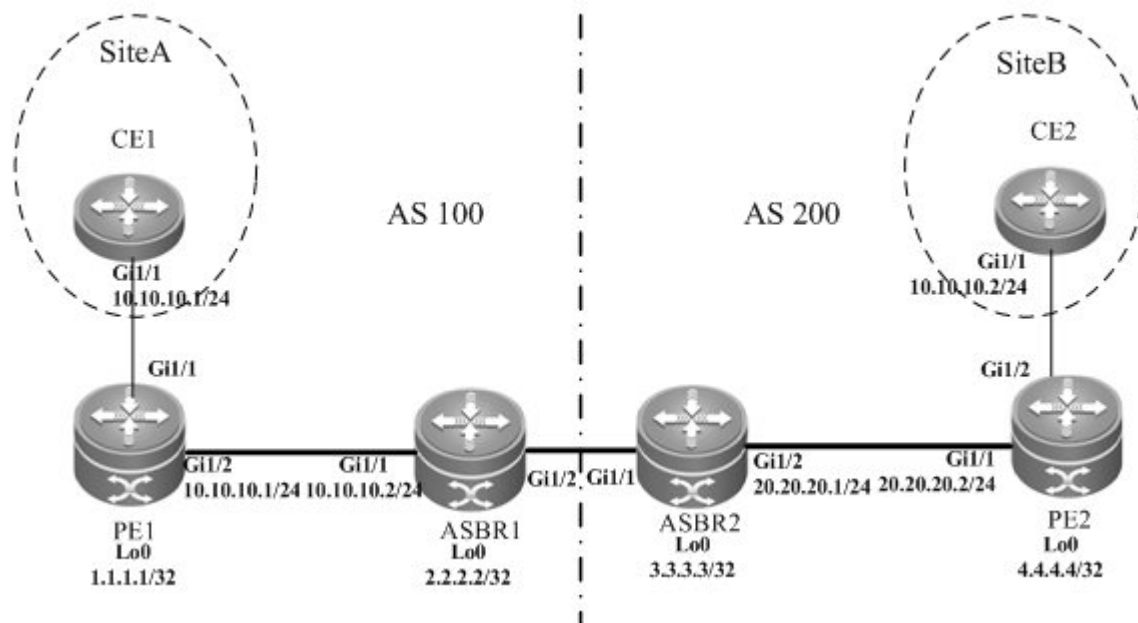 SiteA
SiteB
CE1
CE2
AS 100
AS 200
Gi1/1
10.10.10.1/24
Gi1/1
10.10.10.2/24
Gi1/1
Gi1/2
Gi1/2
10.10.10.1/24
Gi1/1
10.10.10.2/24
Gi1/2
Gi1/1
Gi1/2
20.20.20.1/24
Gi1/1
20.20.20.2/24
PE1
Lo0
1.1.1.1/32
ASBR1
Lo0
2.2.2.2/32
ASBR2
Lo0
3.3.3.3/32
PE2
Lo0
4.4.4.4/32